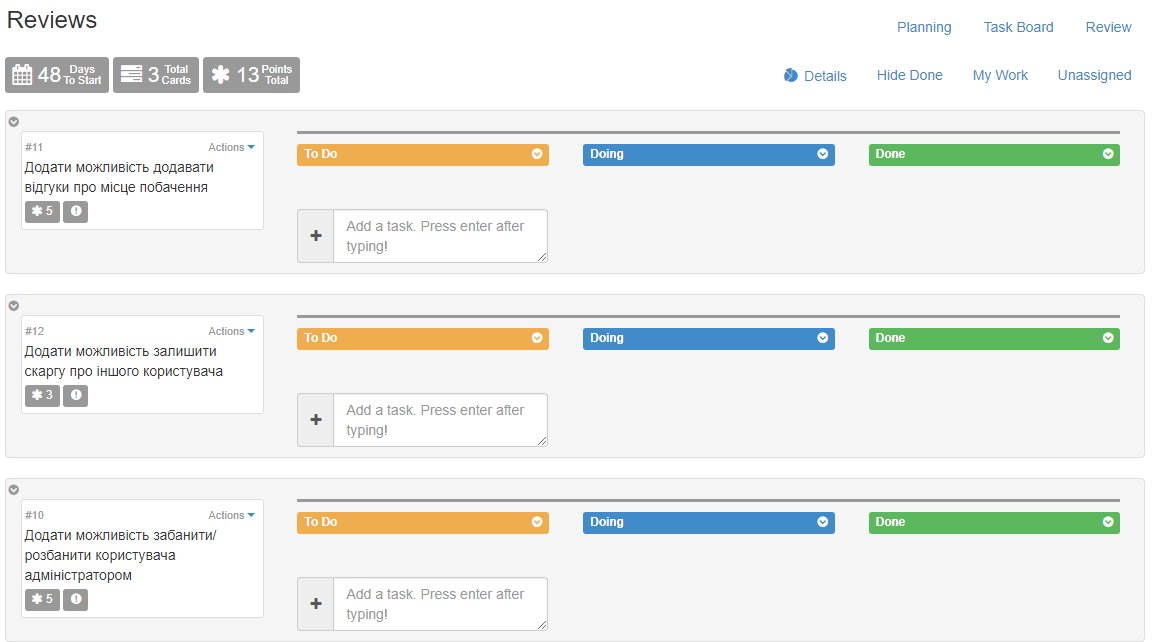 Reviews
Planning Task Board Review
48 Days To Start 3 Total Cards 13 Points Total
Details Hide Done My Work Unassigned
#11 Actions
Додати можливість додавати
відгуки про місце побачення
5
To Do Doing Done
Add a task. Press enter after
typing!
#12 Actions
Додати можливість залишити
скаргу про іншого користувача
3
To Do Doing Done
Add a task. Press enter after
typing!
#10 Actions
Додати можливість забанити/
розбанити користувача
адміністратором
5
To Do Doing Done
Add a task. Press enter after
typing!